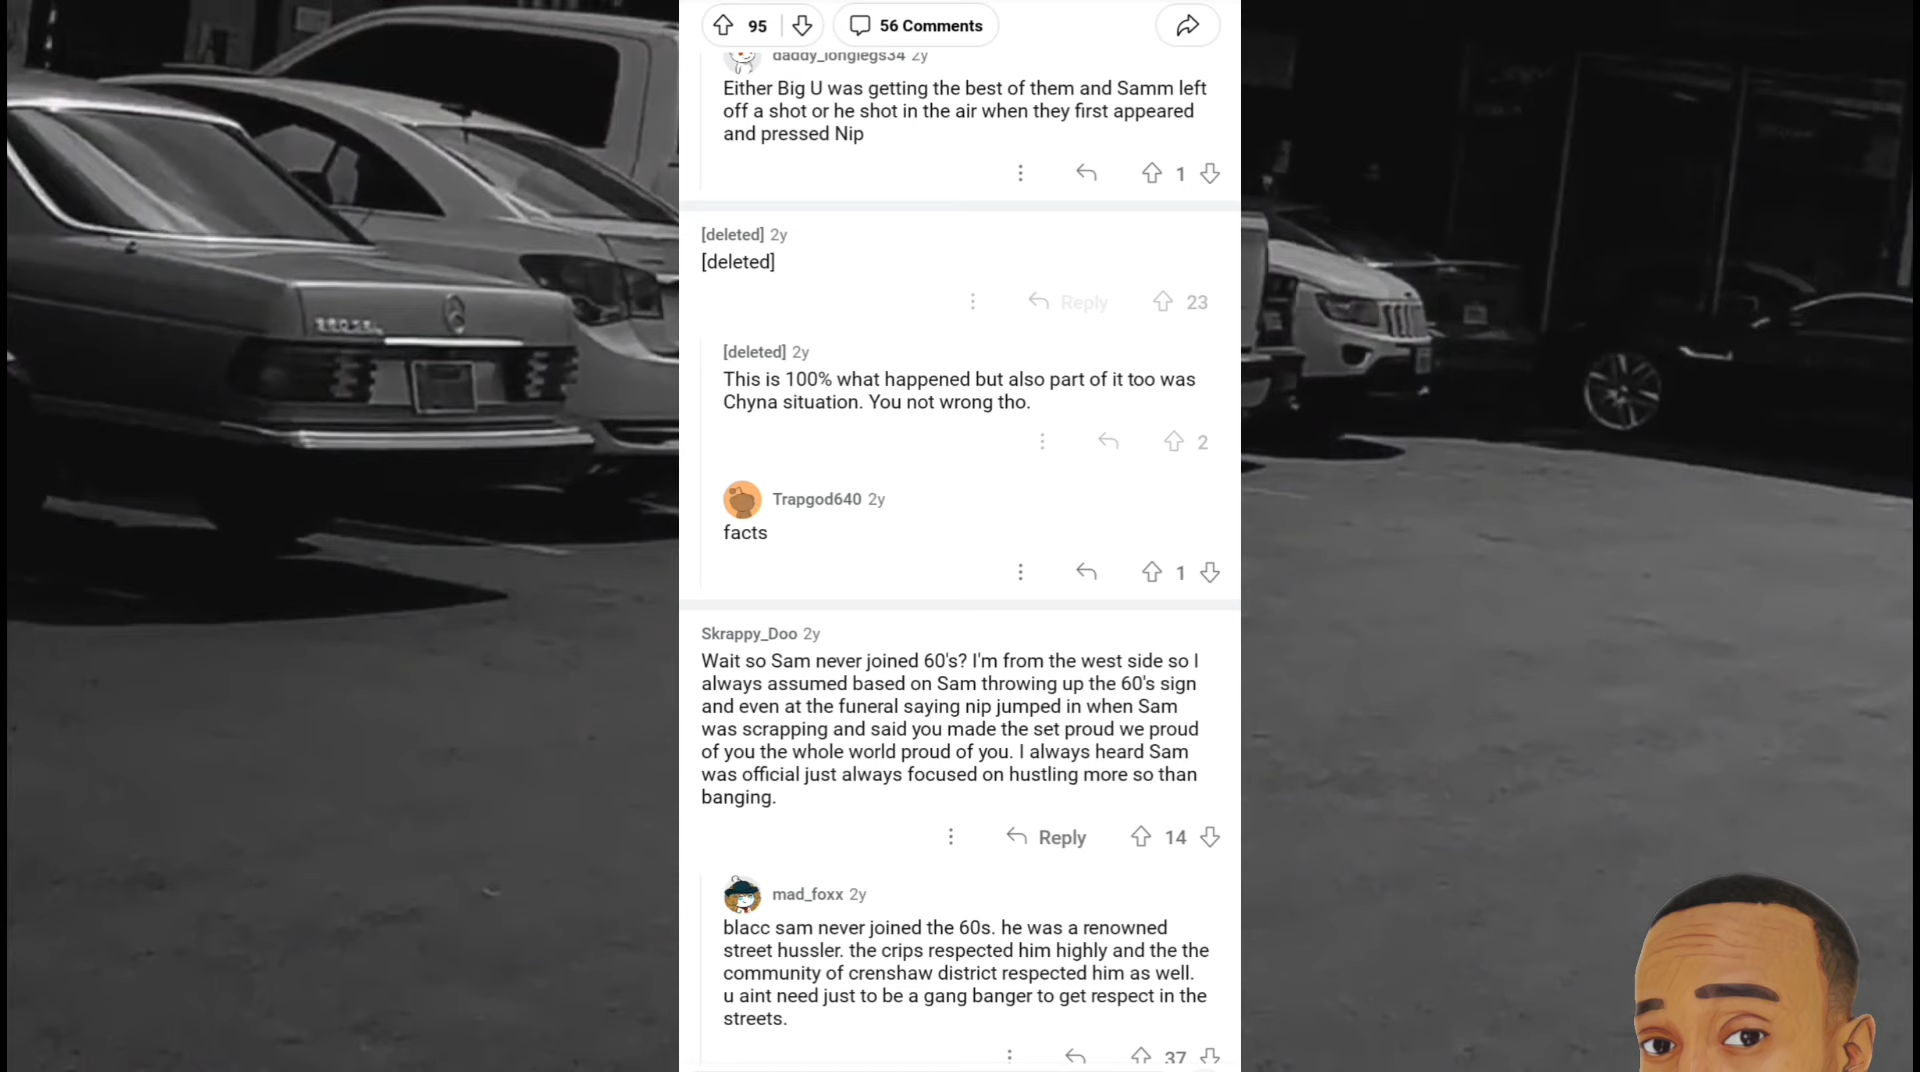 95
56 Comments
daddy_longlegs34 2y
Either Big U was getting the best of them and Samm left
off a shot or he shot in the air when they first appeared
and pressed Nip
1
[deleted] 2y
[deleted]
Reply
23
[deleted] 2y
This is 100% what happened but also part of it too was
Chyna situation. You not wrong tho.
2
Trapgod640 2y
facts
1
Skrappy_Doo 2y
Wait so Sam never joined 60's? I'm from the west side so I
always assumed based on Sam throwing up the 60's sign
and even at the funeral saying nip jumped in when Sam
was scrapping and said you made the set proud we proud
of you the whole world proud of you. I always heard Sam
was official just always focused on hustling more so than
banging.
Reply
14
mad_foxx 2y
blacc sam never joined the 60s. he was a renowned
street hussler. the crips respected him highly and the the
community of crenshaw district respected him as well.
u aint need just to be a gang banger to get respect in the
streets.
37